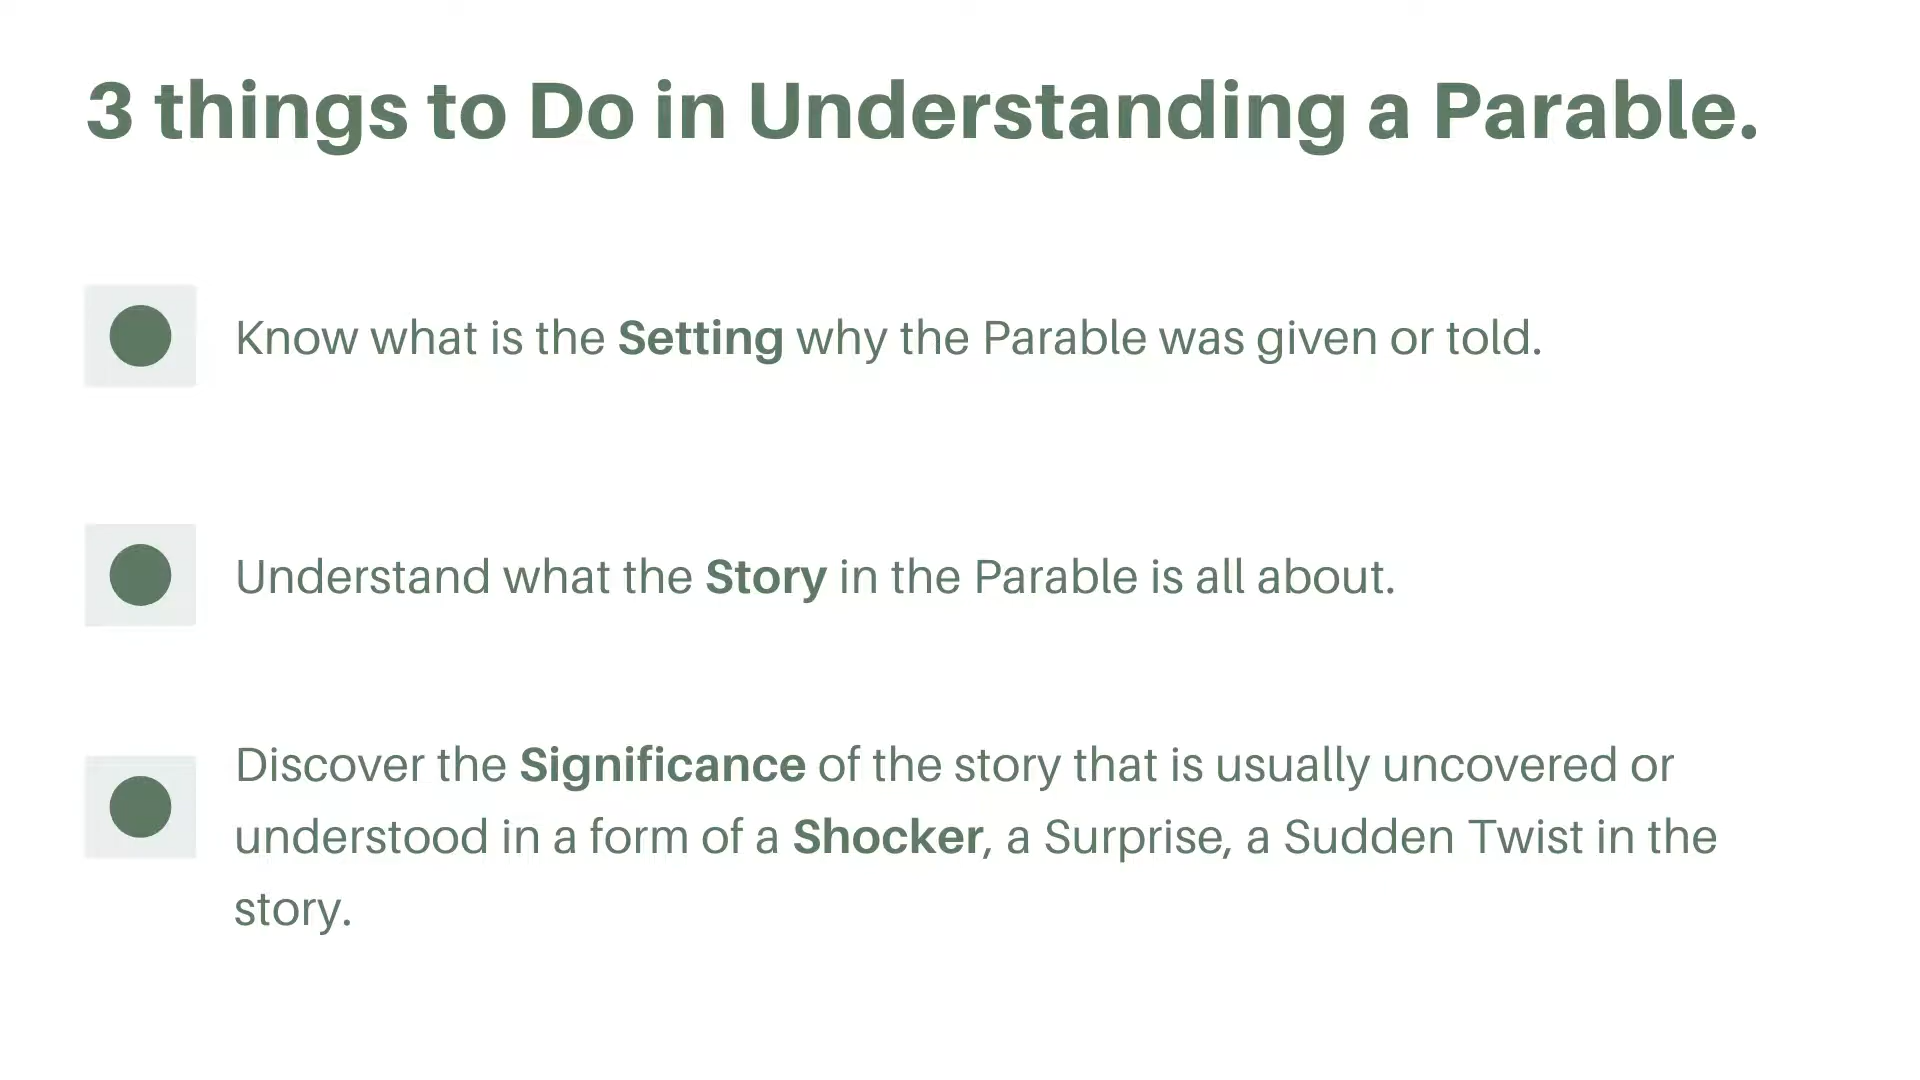 3 things to Do in Understanding a Parable.
Know what is the Setting why the Parable was given or told.
Understand what the Story in the Parable is all about.
Discover the Significance of the story that is usually uncovered or
understood in a form of a Shocker, a Surprise, a Sudden Twist in the
story.